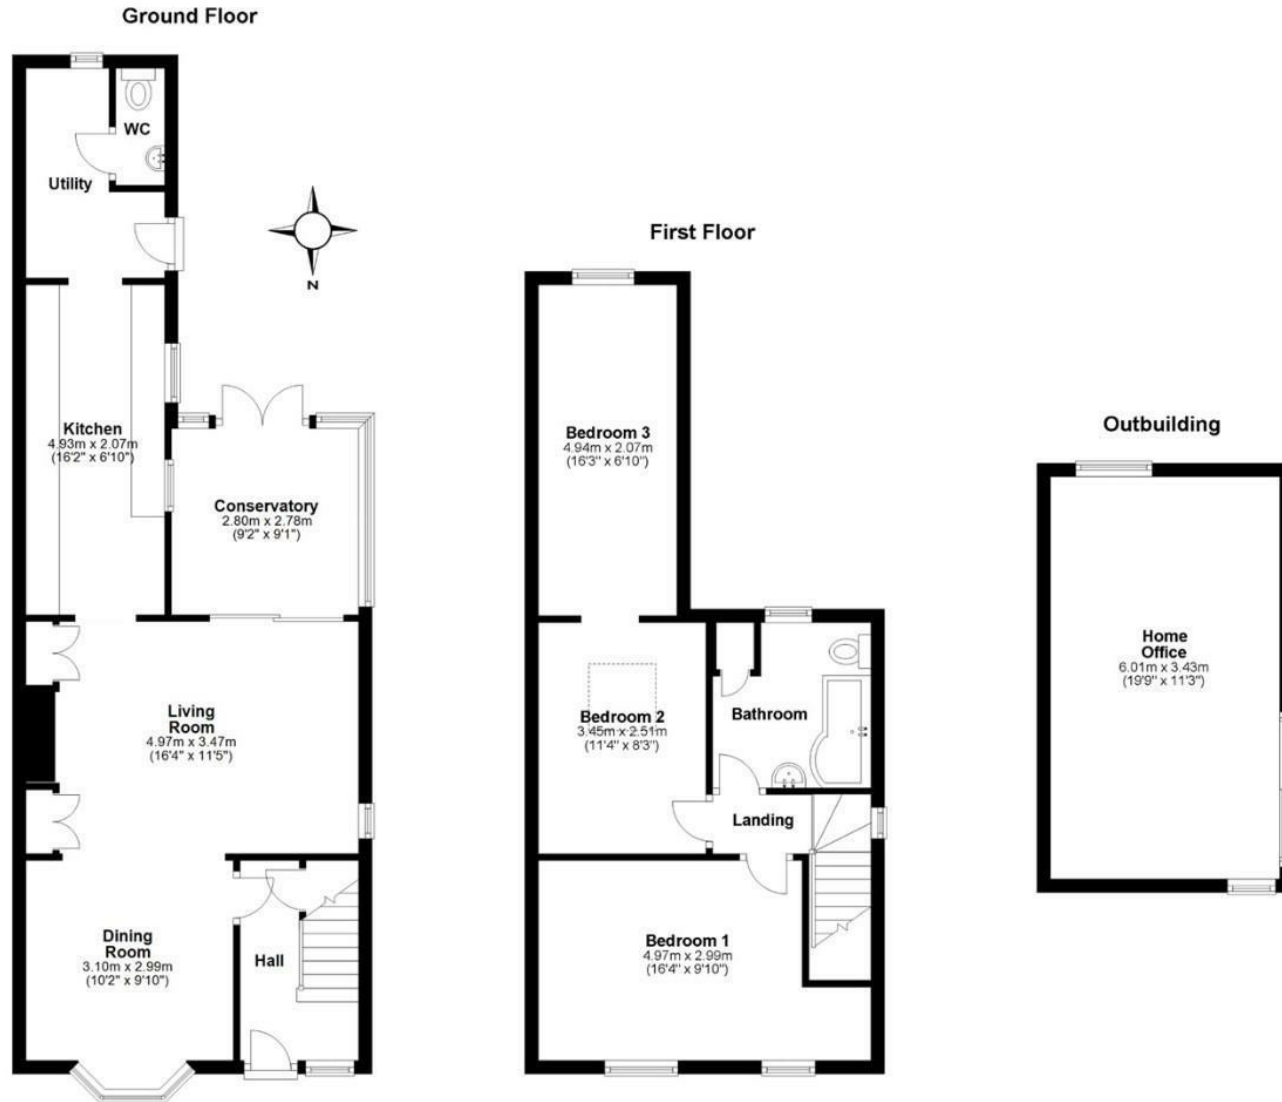 Ground Floor
WC
Utility
N
Kitchen
4.93m x 2.07m
(16'2" x 6'10")
Conservatory
2.80m x 2.78m
(9'2" x 9'1")
Living
Room
4.97m x 3.47m
(16'4" x 11'5")
Dining
Room
3.10m x 2.99m
(10'2" x 9'10")
Hall
First Floor
Bedroom 3
4.94m x 2.07m
(16'3" x 6'10")
Bedroom 2
3.45m x 2.51m
(11'4" x 8'3")
Bathroom
Landing
Bedroom 1
4.97m x 2.99m
(16'4" x 9'10")
Outbuilding
Home
Office
6.01m x 3.43m
(19'9" x 11'3")